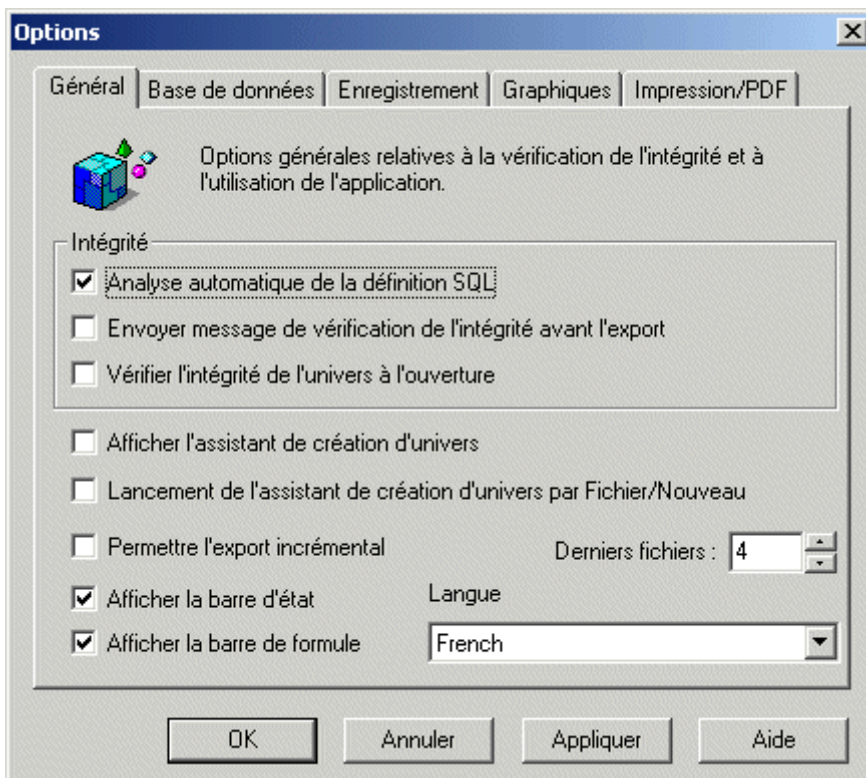 Options
Général Base de données Enregistrement Graphiques Impression/PDF
Options générales relatives à la vérification de l'intégrité et à
l'utilisation de l'application.
Intégrité
Analyse automatique de la définition SQL
Envoyer message de vérification de l'intégrité avant l'export
Vérifier l'intégrité de l'univers à l'ouverture
Afficher l'assistant de création d'univers
Lancement de l'assistant de création d'univers par Fichier/Nouveau
Permettre l'export incrémental Derniers fichiers : 4
Afficher la barre d'état Langue
Afficher la barre de formule French
OK Annuler Appliquer Aide